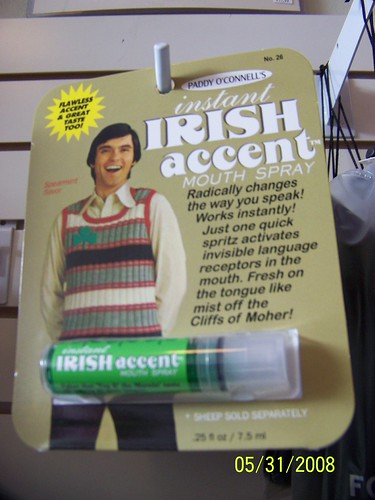 No. 26
PADDY O'CONNELL'S
instant
IRISH
accent™
MOUTH SPRAY
FLAWLESS
ACCENT
& GREAT
TASTE
TOO!
Spearmint
flavor
Radically changes
the way you speak!
Works instantly!
Just one quick
spritz activates
invisible language
receptors in the
mouth. Fresh on
the tongue like
mist off the
Cliffs of Moher!
instant
IRISH accent
MOUTH SPRAY
* SHEEP SOLD SEPARATELY
.25 fl oz / 7.5 ml
05/31/2008